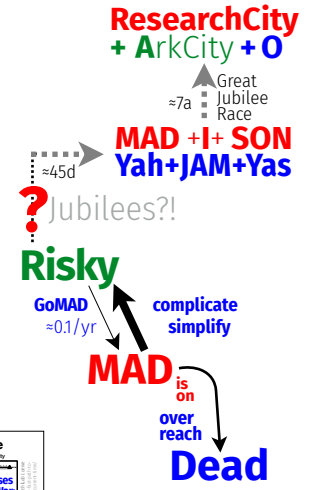 ResearchCity
+ ArkCity + O
Great
Jubilee
Race
≈7a
MAD +I+ SON
Yah+JAM+Yas
≈45d
? Jubilees?!
Risky
GoMAD
≈0.1/yr
complicate
simplify
MAD is on
over
reach
Dead